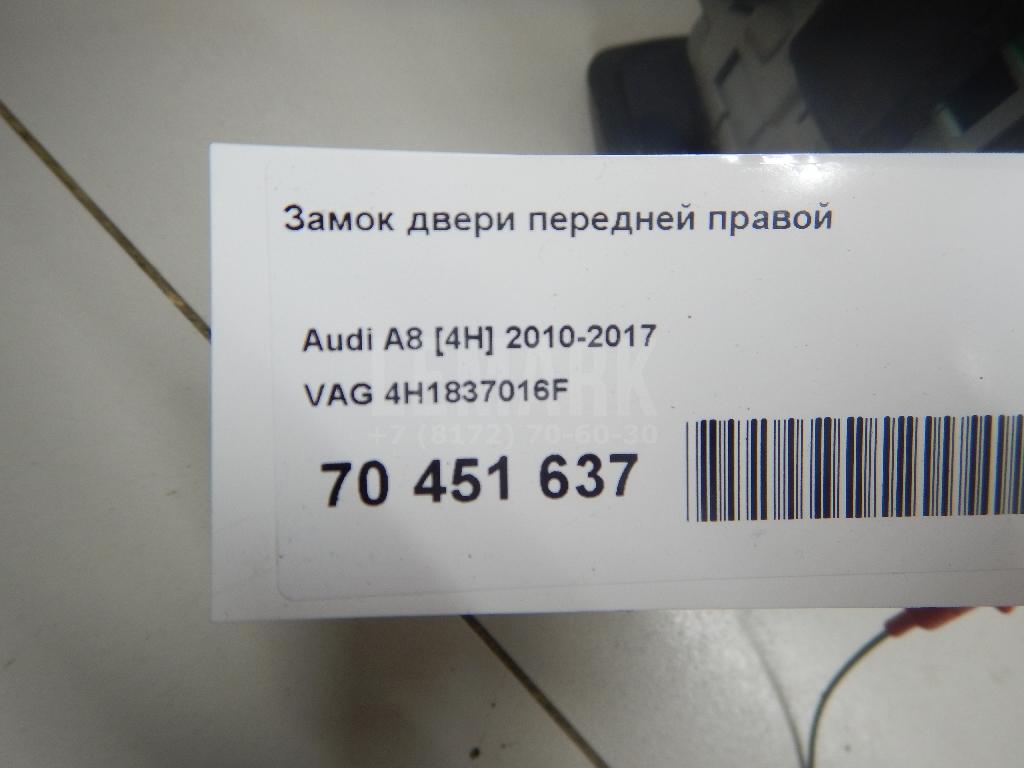 Замок двери передней правой
Audi A8 [4H] 2010-2017
VAG 4H1837016F
LEMARK
+7 (8172) 70-60-30
70 451 637